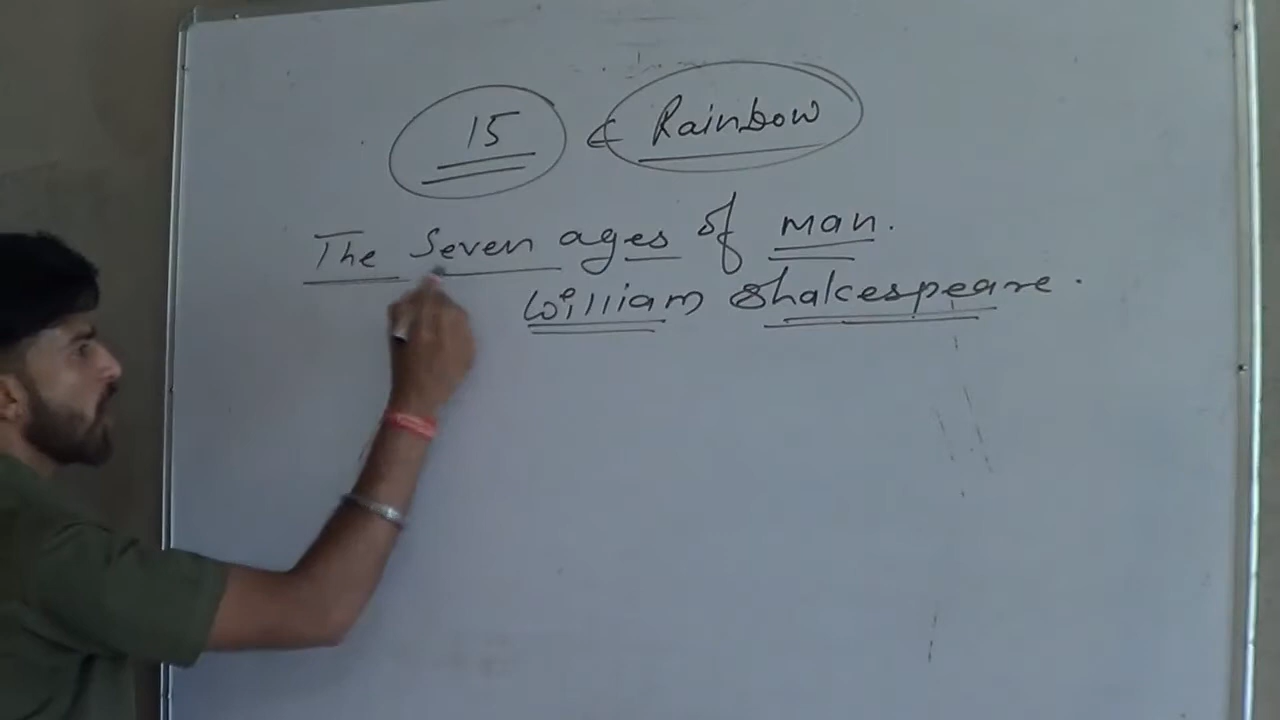 15 Rainbow
The Seven ages of man.
William Shakespeare.